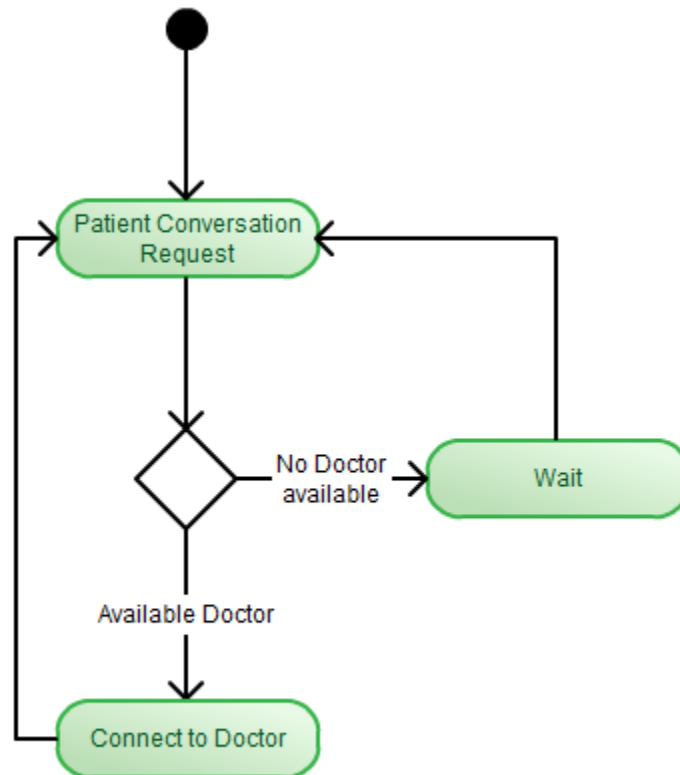 Patient Conversation
Request
No Doctor
available
Wait
Available Doctor
Connect to Doctor